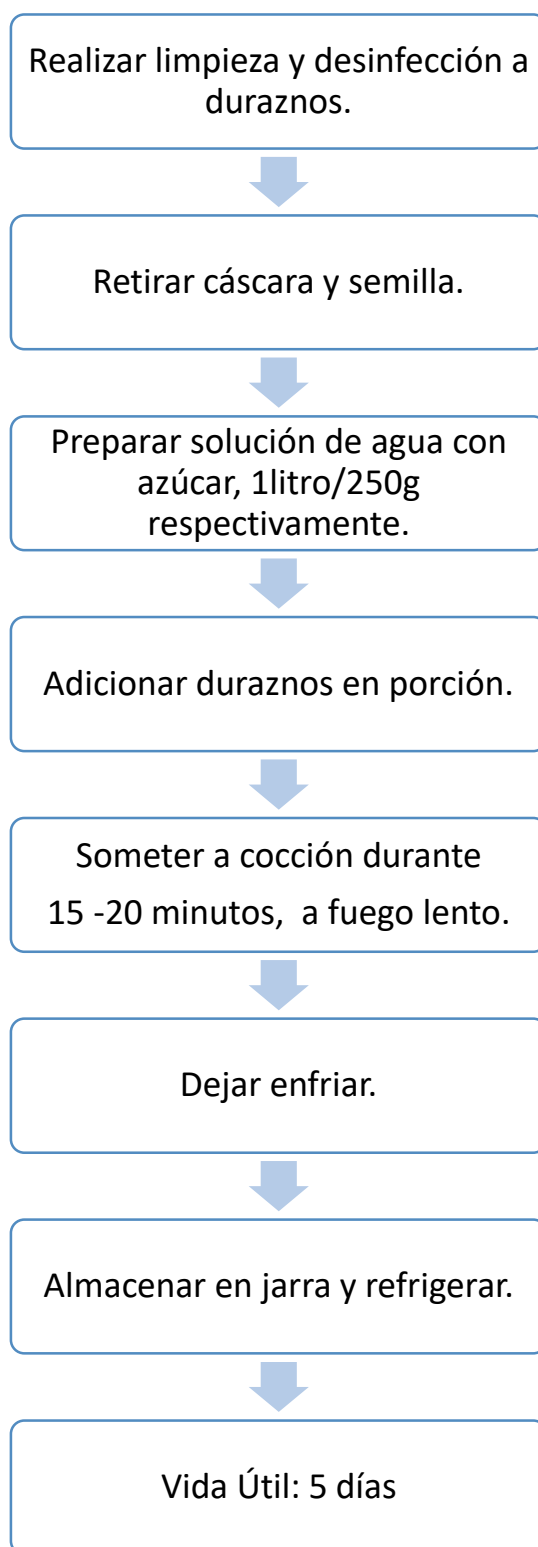 Realizar limpieza y desinfección a
duraznos.
Retirar cáscara y semilla.
Preparar solución de agua con
azúcar, 1litro/250g
respectivamente.
Adicionar duraznos en porción.
Someter a cocción durante
15 -20 minutos,  a fuego lento.
Dejar enfriar.
Almacenar en jarra y refrigerar.
Vida Útil: 5 días